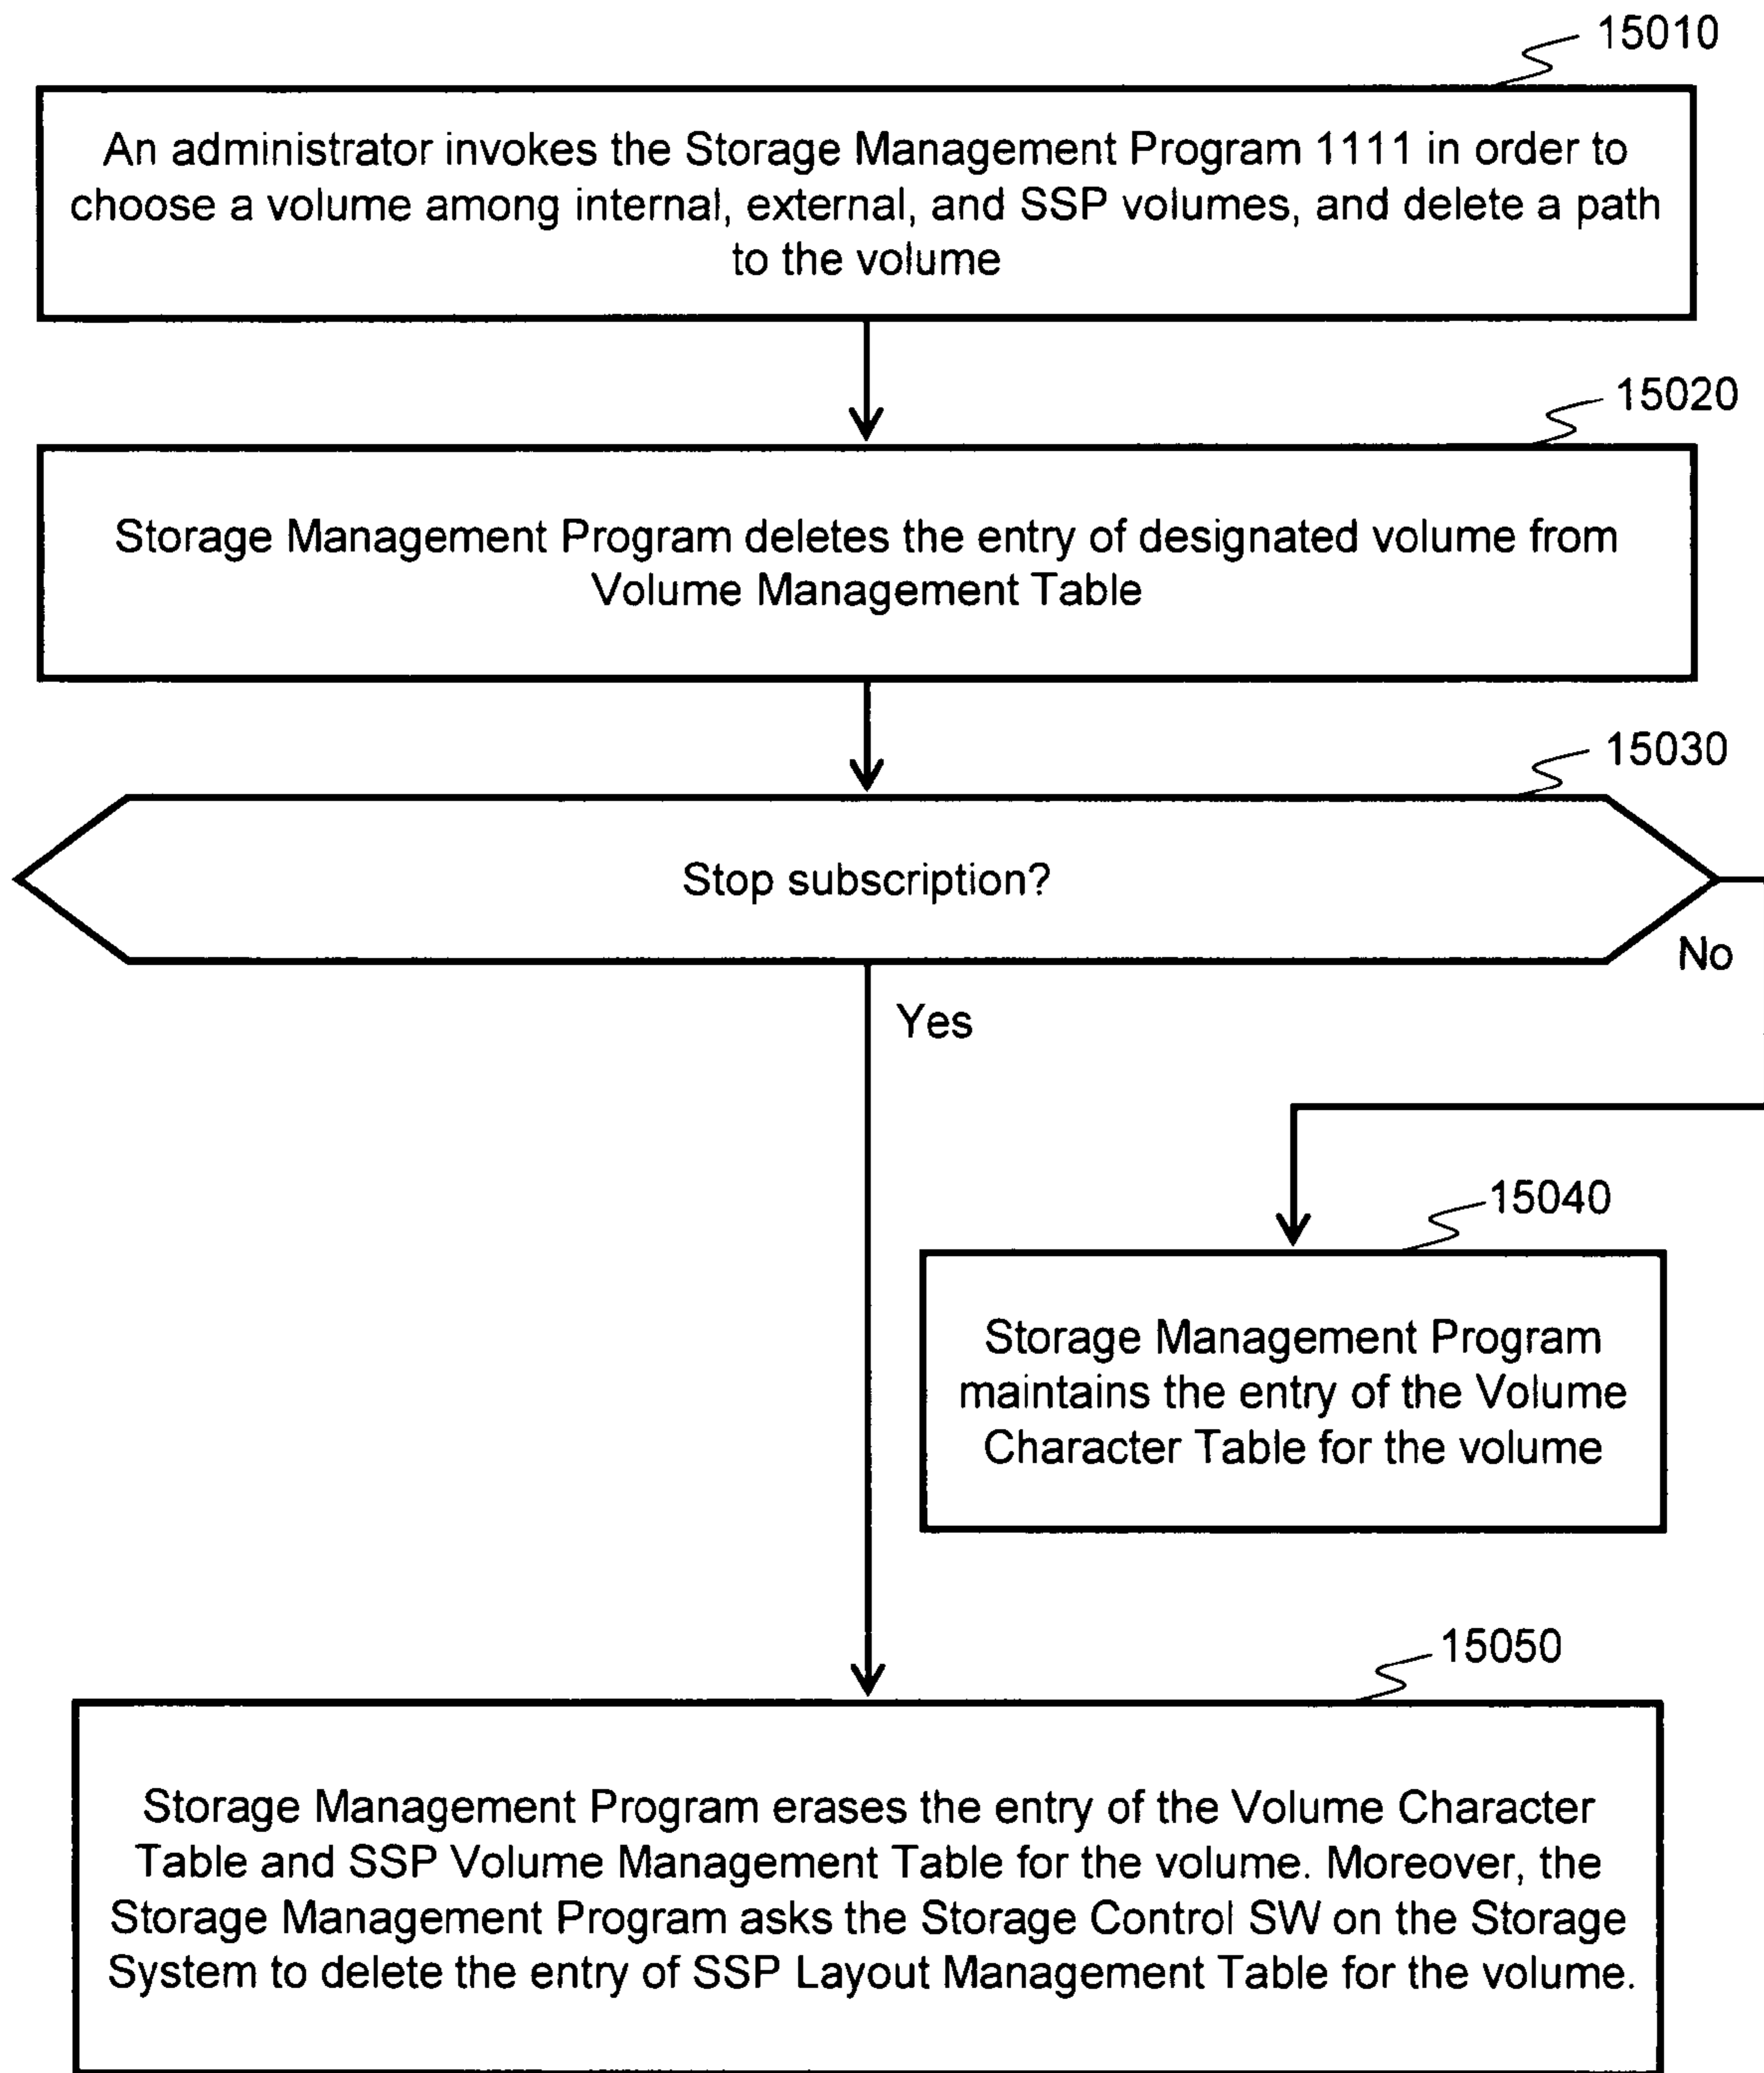 15010
An administrator invokes the Storage Management Program 1111 in order to
choose a volume among internal, external, and SSP volumes, and delete a path
to the volume
15020
Storage Management Program deletes the entry of designated volume from
Volume Management Table
15030
Stop subscription?
No
Yes
15040
Storage Management Program
maintains the entry of the Volume
Character Table for the volume
15050
Storage Management Program erases the entry of the Volume Character
Table and SSP Volume Management Table for the volume. Moreover, the
Storage Management Program asks the Storage Control SW on the Storage
System to delete the entry of SSP Layout Management Table for the volume.